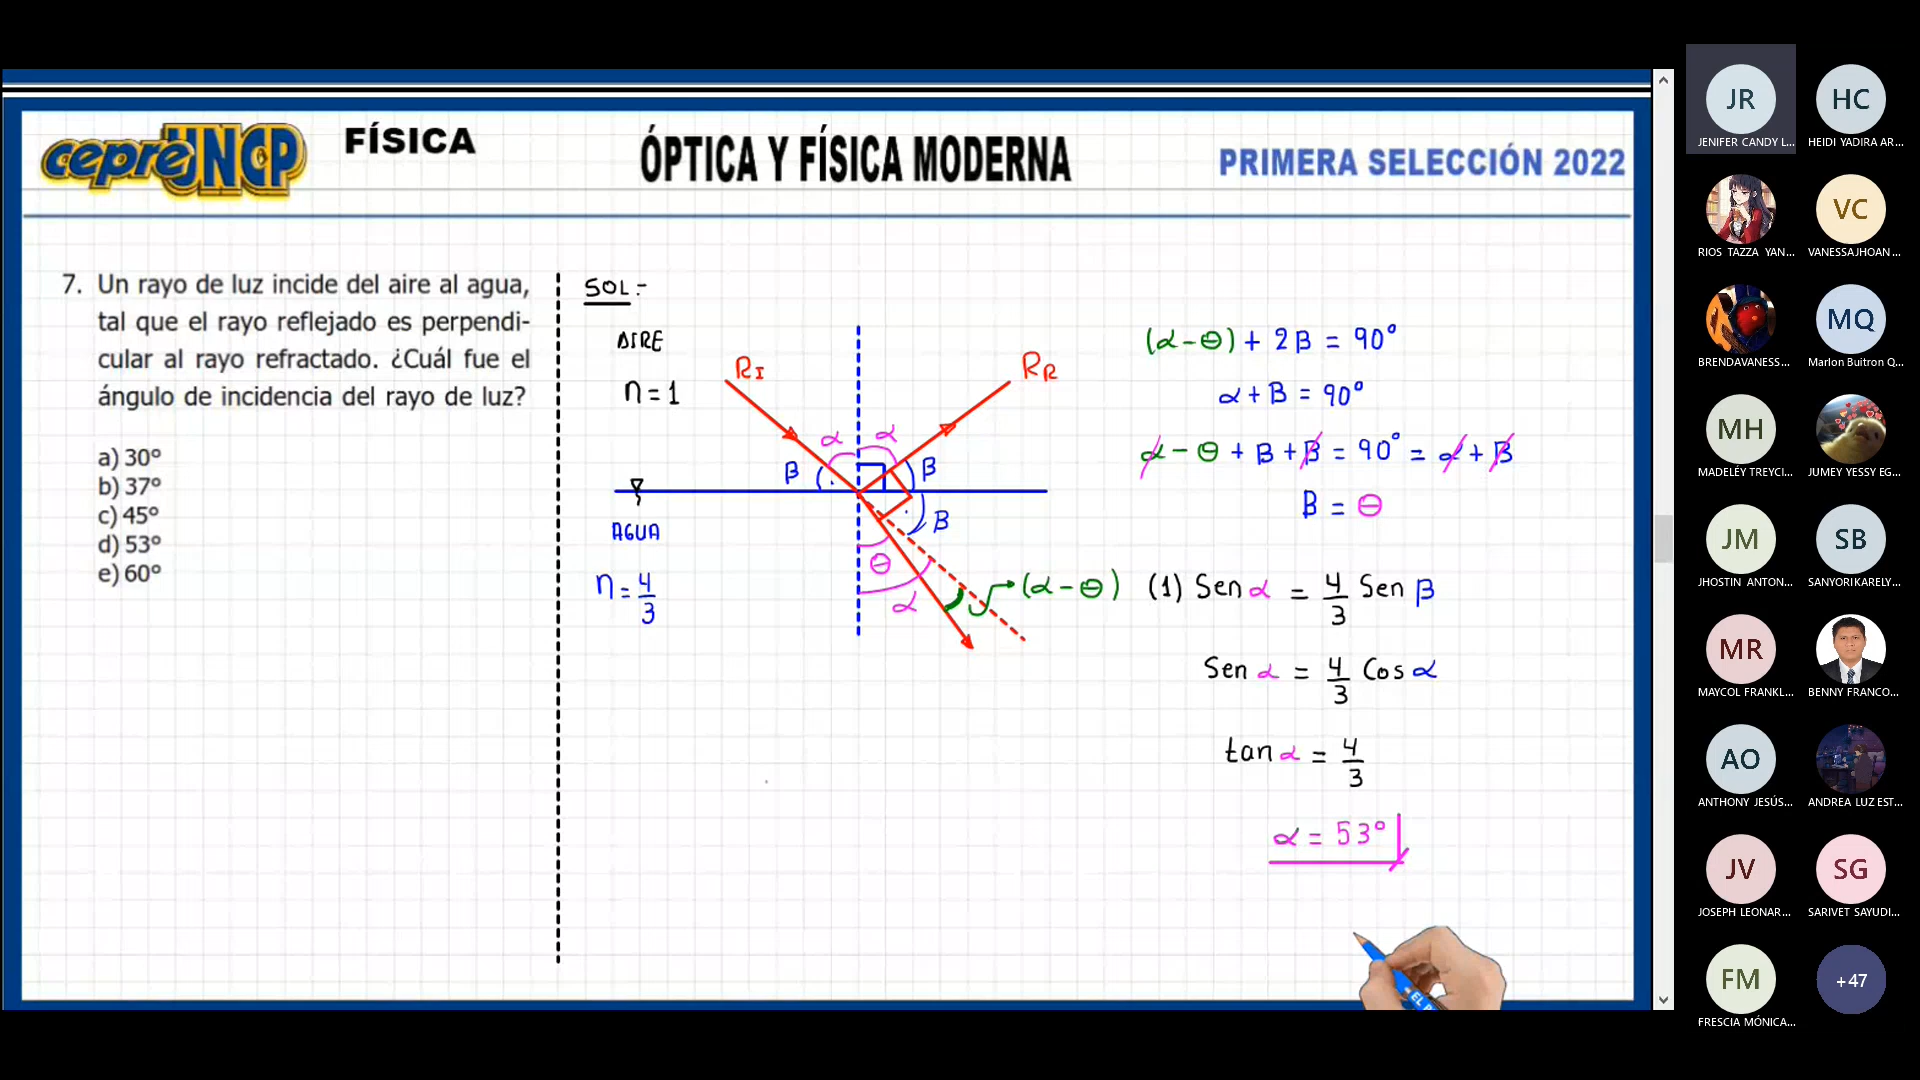 cepre UNCP
FÍSICA
ÓPTICA Y FÍSICA MODERNA
PRIMERA SELECCIÓN 2022
7. Un rayo de luz incide del aire al agua,
tal que el rayo reflejado es perpendi-
cular al rayo refractado. ¿Cuál fue el
ángulo de incidencia del rayo de luz?
a) 30°
b) 37°
c) 45°
d) 53°
e) 60°
SOL:-
AIRE
n = 1
RI
RR
α α
β β
AGUA
β
n = 4/3
θ
α
(α - θ)
(α - θ) + 2β = 90°
α + β = 90°
α - θ + β + β = 90° = α + β
β = θ
(1) Sen α = 4/3 Sen β
Sen α = 4/3 Cos α
tan α = 4/3
α = 53°
JR
JENIFER CANDY L...
HC
HEIDI YADIRA AR...
RIOS TAZZA YAN...
VC
VANESSAJHOAN...
BRENDAVANESS...
MQ
Marlon Buitron Q...
MH
MADELÉY TREYCI...
JUMEY YESSY EG...
JM
JHOSTIN ANTON...
SB
SANYORIKARELY...
MR
MAYCOL FRANKL...
BENNY FRANCO...
AO
ANTHONY JESÚS...
ANDREA LUZ EST...
JV
JOSEPH LEONAR...
SG
SARIVET SAYUDI...
FM
FRESCIA MÓNICA...
+47